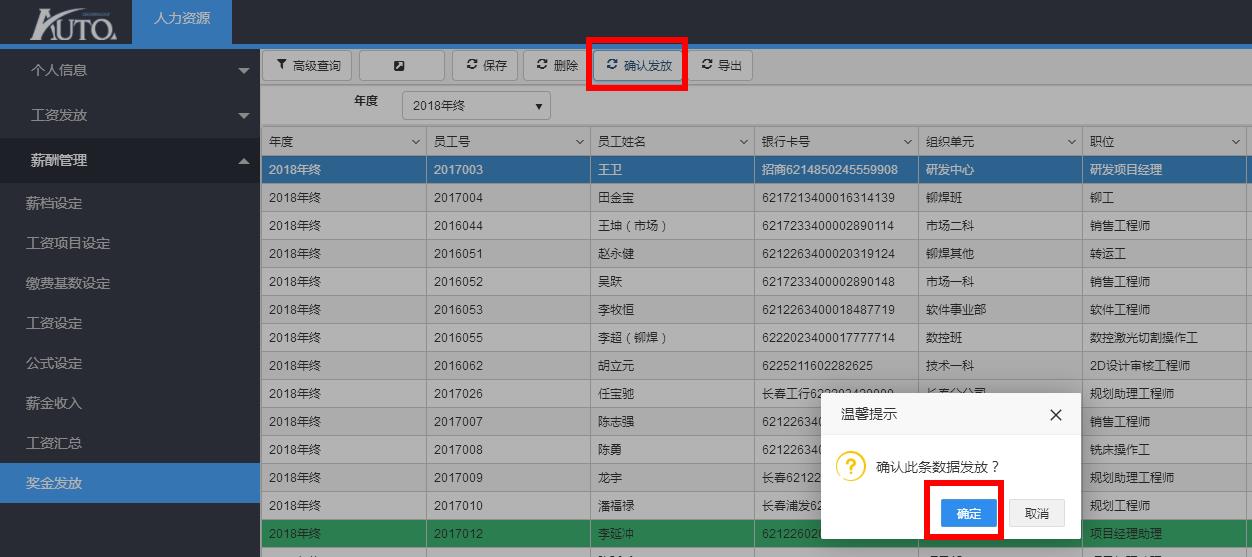 AUTO.
人力资源
个人信息
工资发放
薪酬管理
薪档设定
工资项目设定
缴费基数设定
工资设定
公式设定
薪金收入
工资汇总
奖金发放
高级查询 保存 删除 确认发放 导出
年度 2018年终
年度 员工号 员工姓名 银行卡号 组织单元 职位
2018年终 2017003 王卫 招商6214850245559908 研发中心 研发项目经理
2018年终 2017004 田金宝 6217213400016314139 铆焊班 铆工
2018年终 2016044 王坤（市场） 6217233400002890114 市场二科 销售工程师
2018年终 2016051 赵永健 6212263400020319124 铆焊其他 转运工
2018年终 2016052 吴跃 6217233400002890148 市场一科 销售工程师
2018年终 2016053 李牧恒 6212263400018487719 软件事业部 软件工程师
2018年终 2016055 李超（铆焊） 6222023400017777714 数控班 数控激光切割操作工
2018年终 2016062 胡立元 6225211602282625 技术一科 2D设计审核工程师
2018年终 2017026 任宝驰 长春工行622203420000 长春分公司 规划助理工程师
2018年终 2017007 陈志强 62122634 销售工程师
2018年终 2017008 陈勇 62122634 铣床操作工
2018年终 2017009 龙宇 长春62122 规划助理工程师
2018年终 2017010 潘福禄 长春浦发62 规划工程师
2018年终 2017012 李延冲 62122602 项目经理助理
温馨提示
确认此条数据发放？
确定 取消